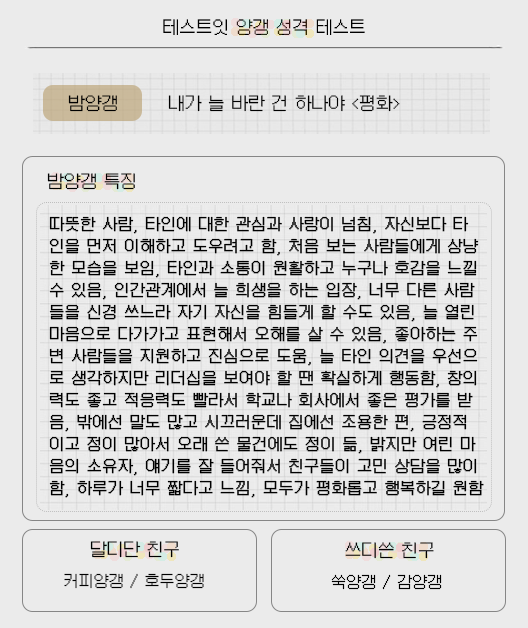 테스트잇 양갱 성격 테스트
밤양갱 내가 늘 바란 건 하나야 <평화>
밤양갱 특징
따뜻한 사람, 타인에 대한 관심과 사랑이 넘침, 자신보다 타
인을 먼저 이해하고 도우려고 함, 처음 보는 사람들에게 상냥
한 모습을 보임, 타인과 소통이 원활하고 누구나 호감을 느낄
수 있음, 인간관계에서 늘 희생을 하는 입장, 너무 다른 사람
들을 신경 쓰느라 자기 자신을 힘들게 할 수도 있음, 늘 열린
마음으로 다가가고 표현해서 오해를 살 수 있음, 좋아하는 주
변 사람들을 지원하고 진심으로 도움, 늘 타인 의견을 우선으
로 생각하지만 리더십을 보여야 할 땐 확실하게 행동함, 창의
력도 좋고 적응력도 빨라서 학교나 회사에서 좋은 평가를 받
음, 밖에선 말도 많고 시끄러운데 집에선 조용한 편, 긍정적
이고 정이 많아서 오래 쓴 물건에도 정이 듦, 밝지만 여린 마
음의 소유자, 얘기를 잘 들어줘서 친구들이 고민 상담을 많이
함, 하루가 너무 짧다고 느낌, 모두가 평화롭고 행복하길 원함
달디단 친구
커피양갱 / 호두양갱
쓰디쓴 친구
쑥양갱 / 감양갱